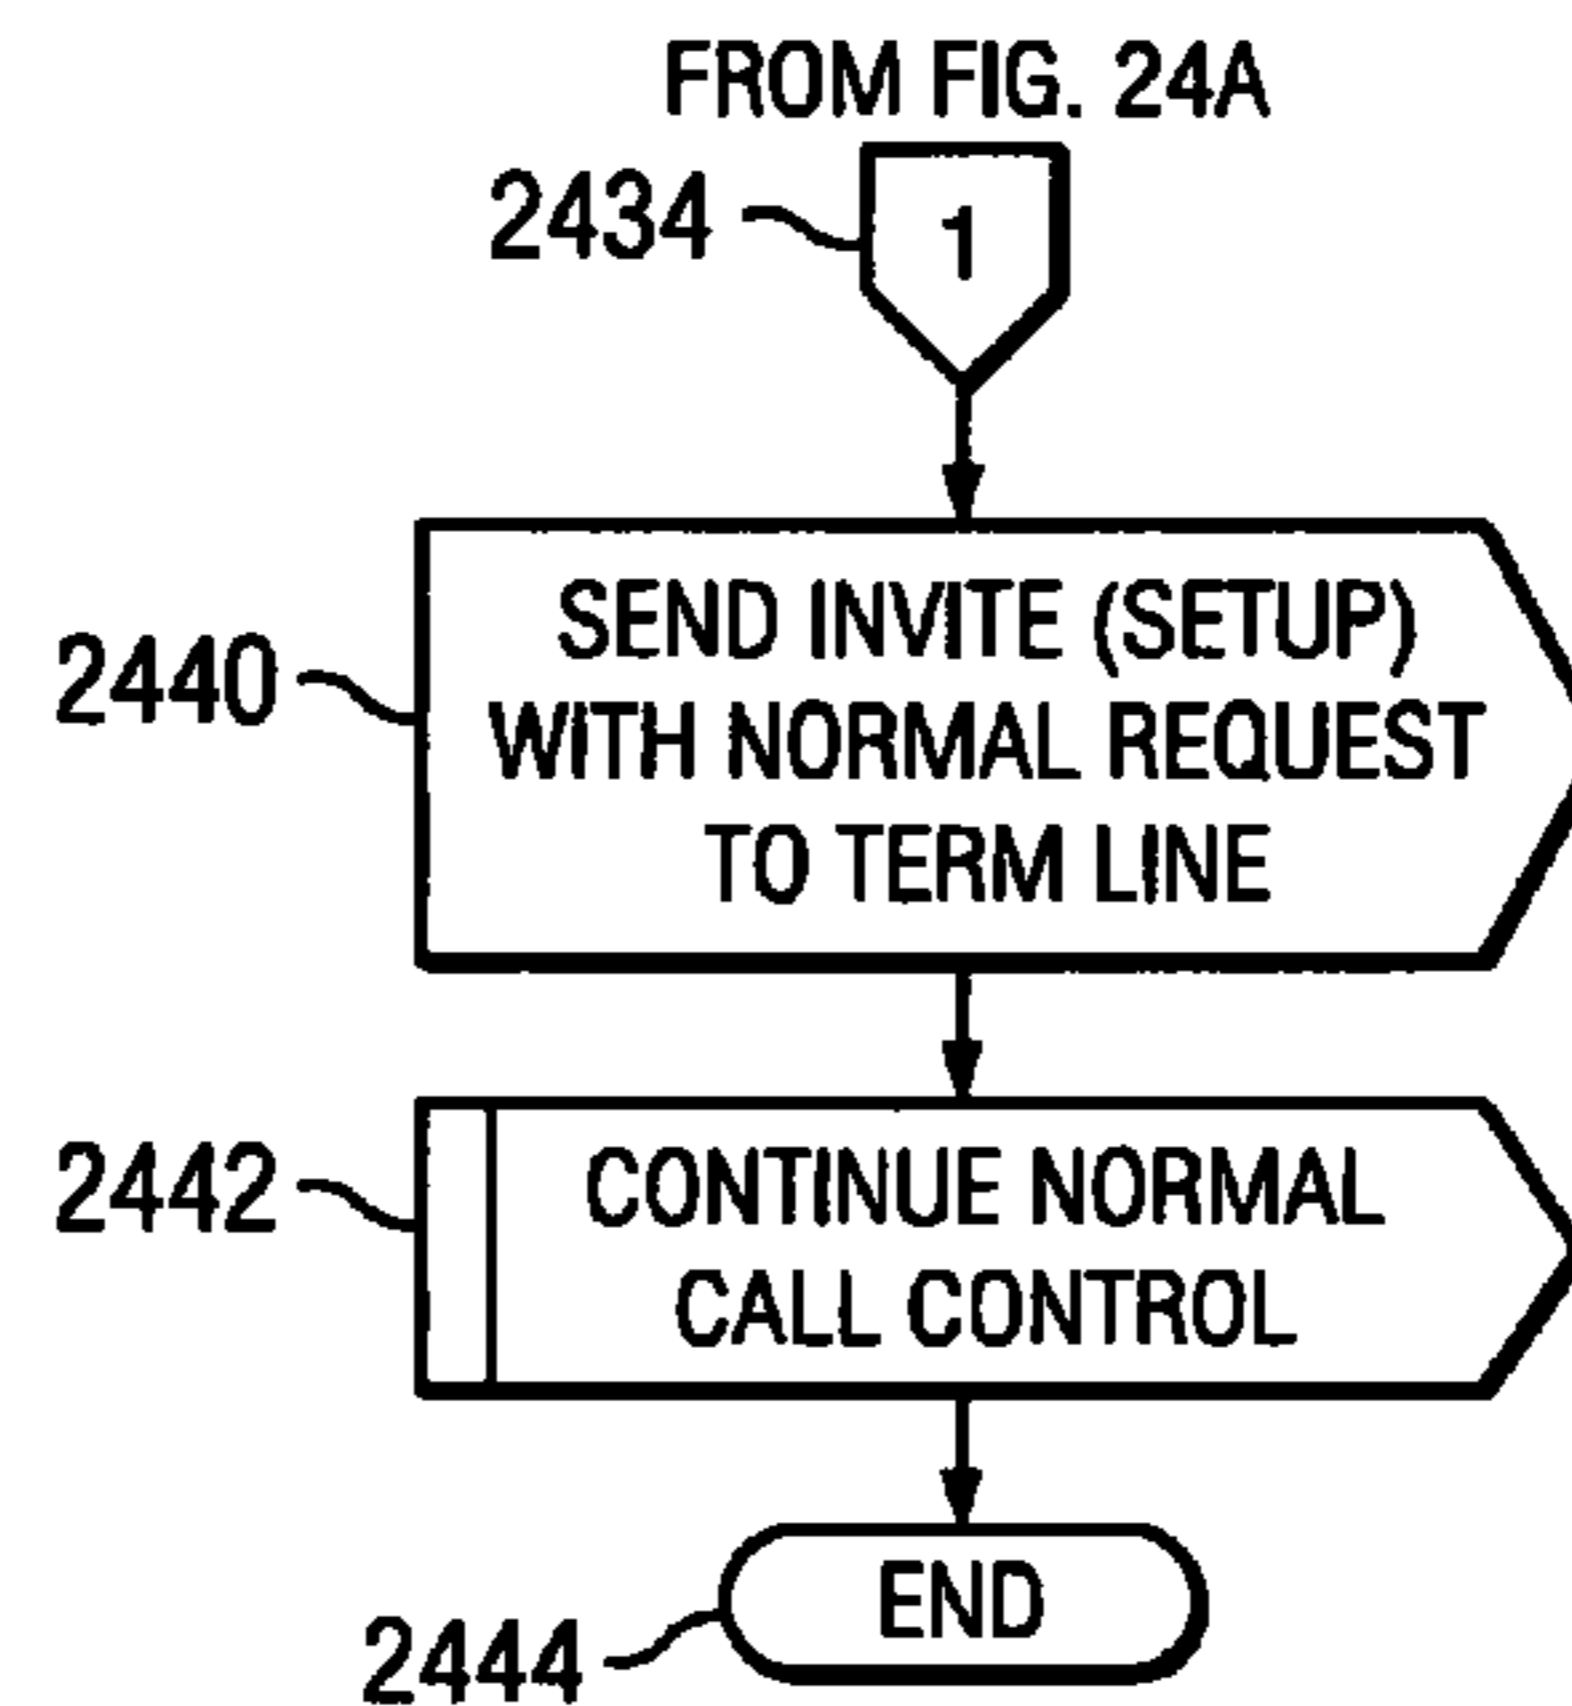 FROM FIG. 24A
2434
1
2440
SEND INVITE (SETUP)
WITH NORMAL REQUEST
TO TERM LINE
2442
CONTINUE NORMAL
CALL CONTROL
END
2444